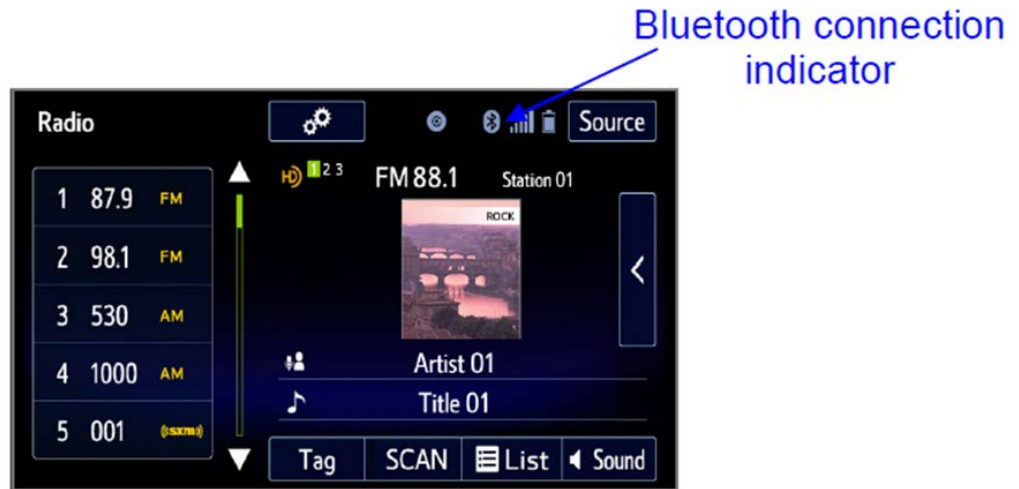 Bluetooth connection
indicator
Radio
Source
HD 1 2 3
FM 88.1 Station 01
ROCK
1 87.9 FM
2 98.1 FM
3 530 AM
4 1000 AM
5 001 ((sxm))
Artist 01
Title 01
Tag SCAN List Sound